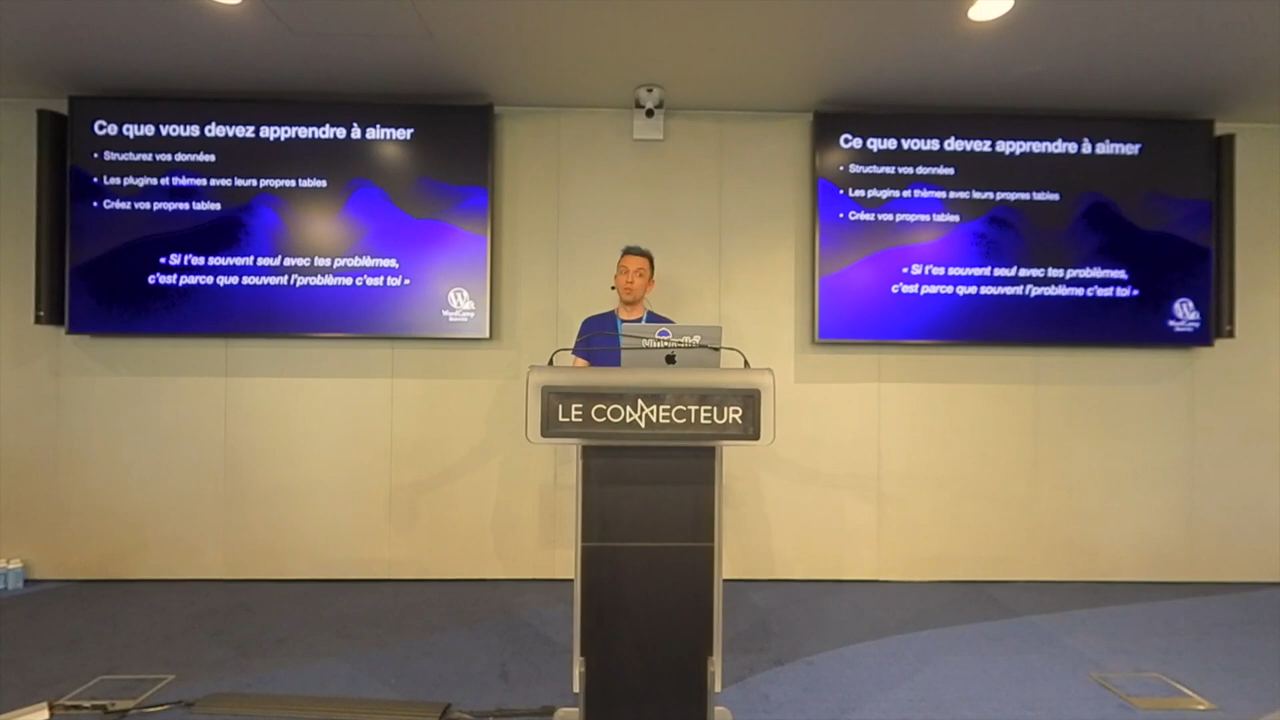 Ce que vous devez apprendre à aimer
• Structurez vos données
• Les plugins et thèmes avec leurs propres tables
• Créez vos propres tables
« Si t'es souvent seul avec tes problèmes,
c'est parce que souvent l'problème c'est toi »
WordCamp
Ce que vous devez apprendre à aimer
• Structurez vos données
• Les plugins et thèmes avec leurs propres tables
• Créez vos propres tables
« Si t'es souvent seul avec tes problèmes,
c'est parce que souvent l'problème c'est toi »
WordCamp
LE CONNECTEUR